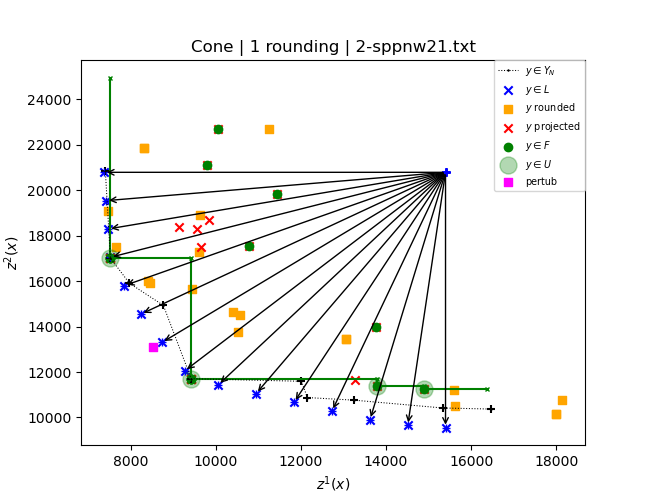 Cone | 1 rounding | 2-sppnw21.txt
y ∈ Y_N
y ∈ L
y rounded
y projected
y ∈ F
y ∈ U
pertub
24000
22000
20000
18000
16000
14000
12000
10000
z²(x)
8000 10000 12000 14000 16000 18000
z¹(x)